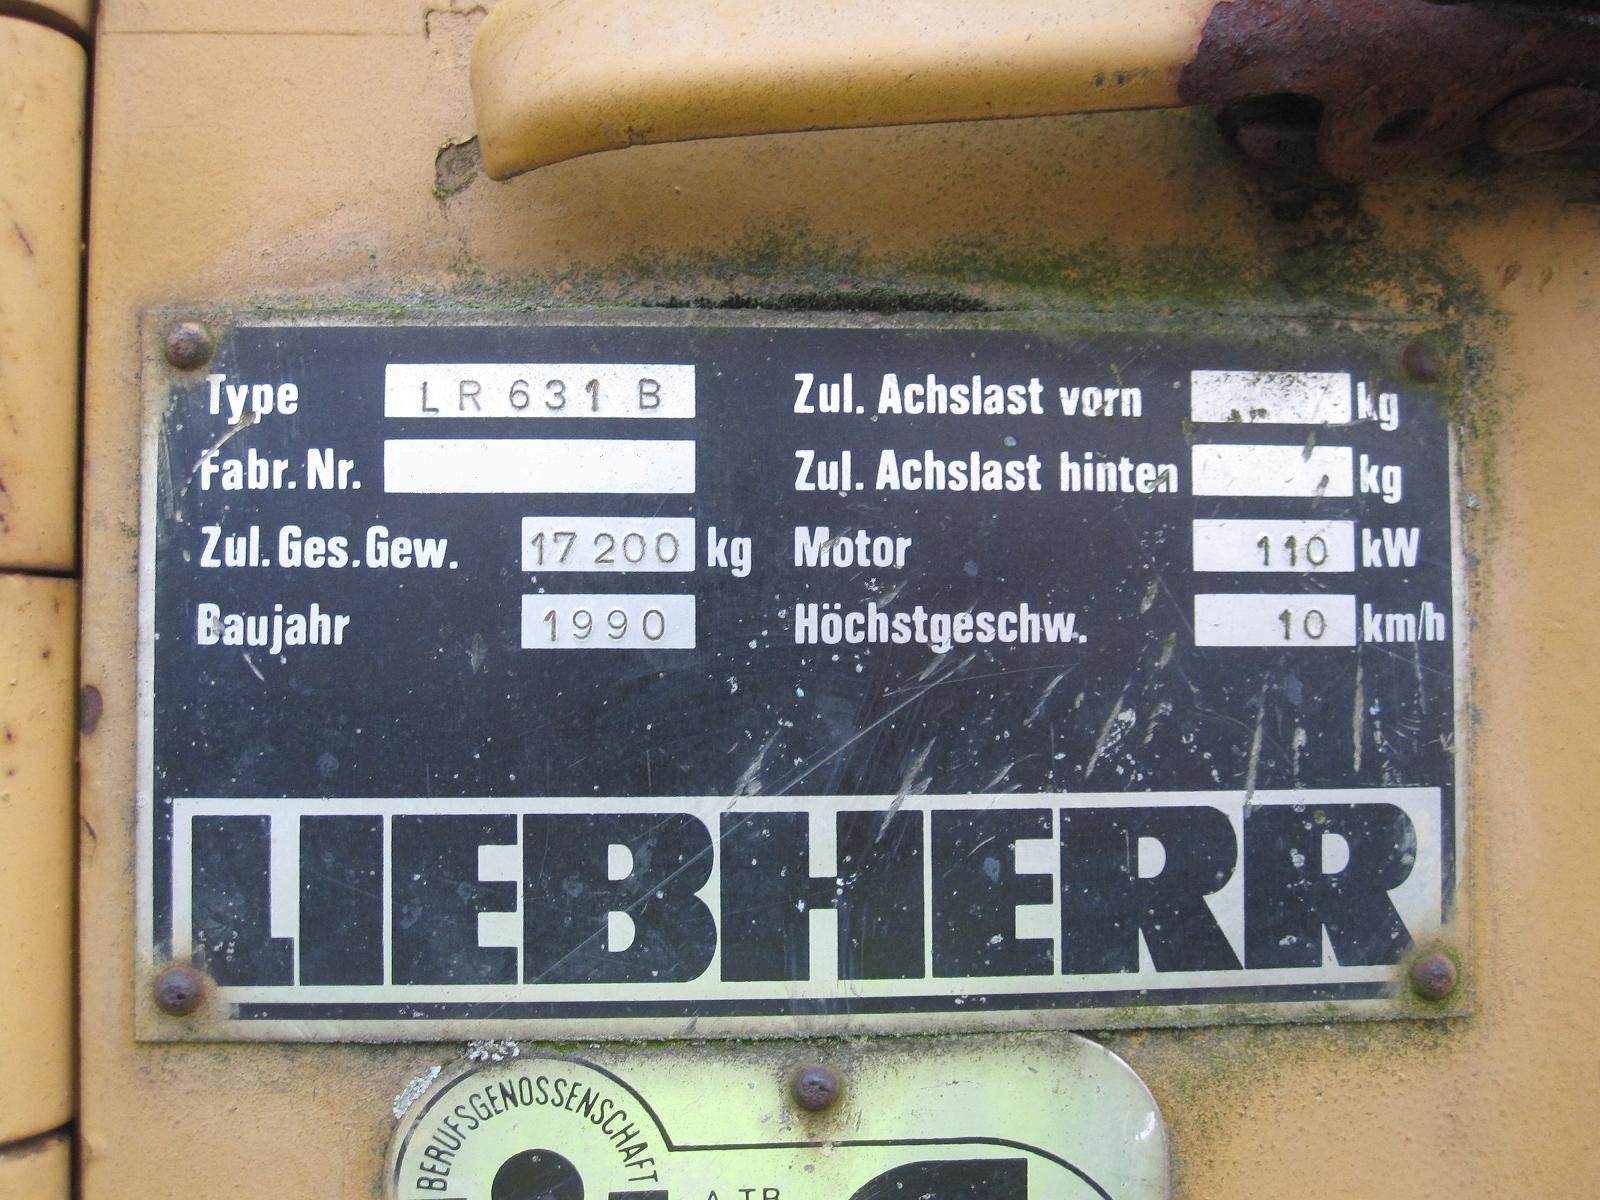 Type LR 631 B Zul. Achslast vorn kg
Fabr. Nr. Zul. Achslast hinten kg
Zul. Ges. Gew. 17 200 kg Motor 110 kW
Baujahr 1990 Höchstgeschw. 10 km/h
LIEBHERR
BERUFSGENOSSENSCHAFT